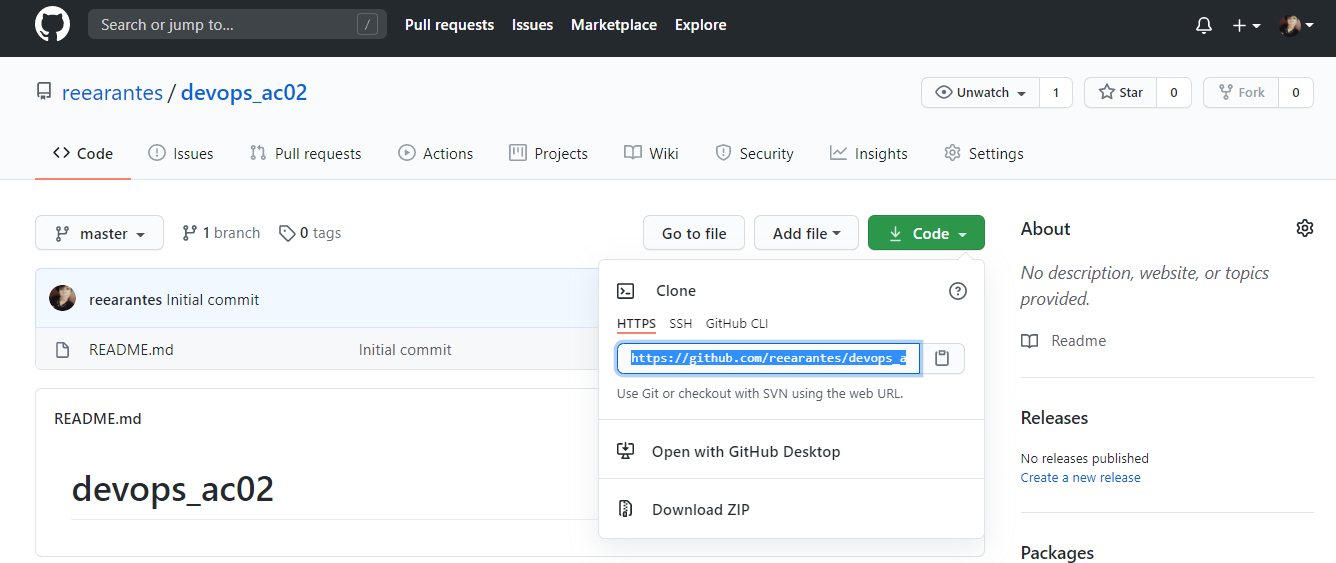 Search or jump to... / Pull requests Issues Marketplace Explore
reearantes / devops_ac02 Unwatch 1 Star 0 Fork 0
Code Issues Pull requests Actions Projects Wiki Security Insights Settings
master 1 branch 0 tags Go to file Add file Code
About
No description, website, or topics
provided.
Readme
reearantes Initial commit
README.md Initial commit
Clone
HTTPS SSH GitHub CLI
https://github.com/reearantes/devops_a
Use Git or checkout with SVN using the web URL.
Open with GitHub Desktop
Download ZIP
README.md
devops_ac02
Releases
No releases published
Create a new release
Packages